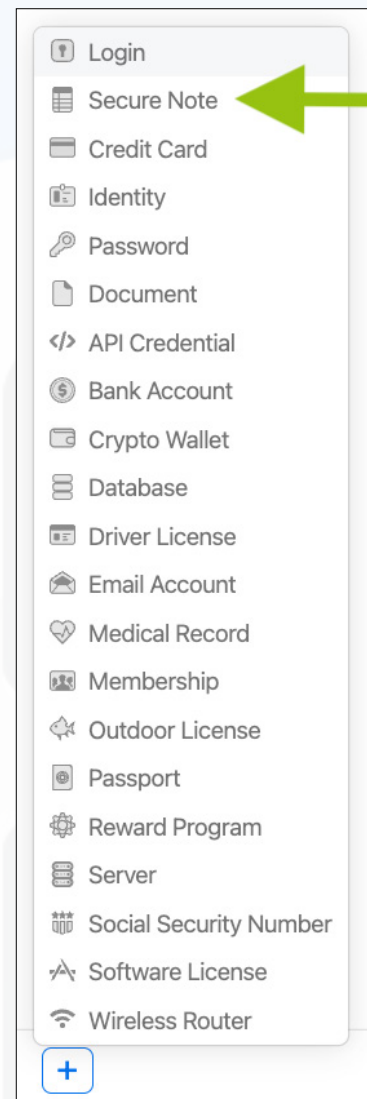 Login
Secure Note
Credit Card
Identity
Password
Document
API Credential
Bank Account
Crypto Wallet
Database
Driver License
Email Account
Medical Record
Membership
Outdoor License
Passport
Reward Program
Server
Social Security Number
Software License
Wireless Router